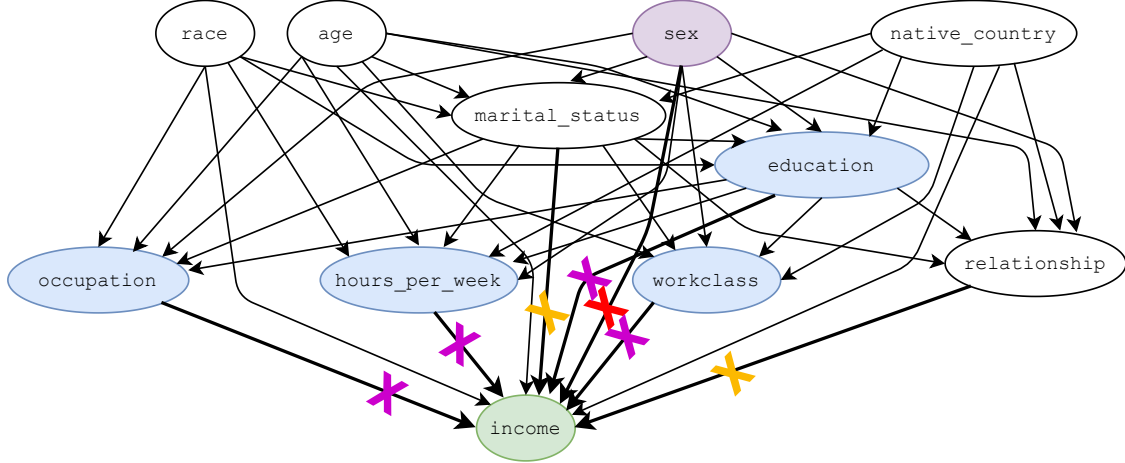 race
age
sex
native_country
marital_status
education
relationship
occupation
hours_per_week
workclass
income